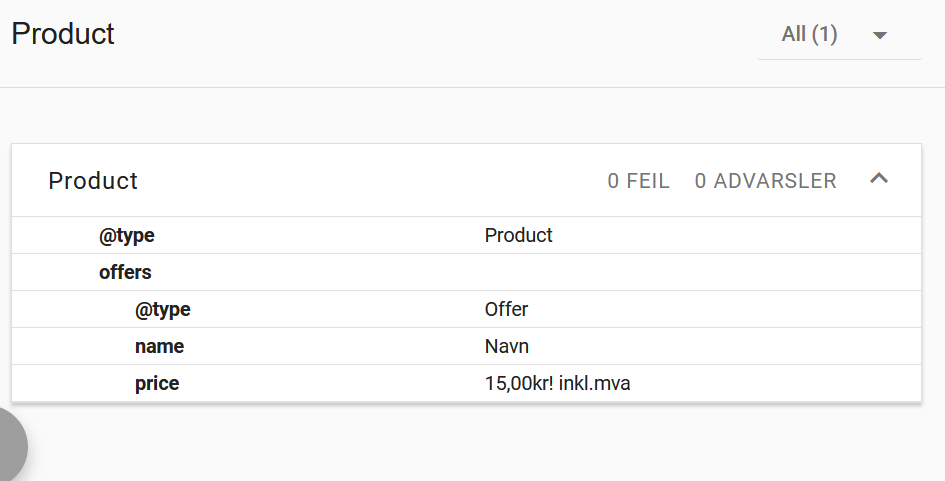 Product
All (1)
Product 0 FEIL 0 ADVARSLER
@type Product
offers
@type Offer
name Navn
price 15,00kr! inkl.mva